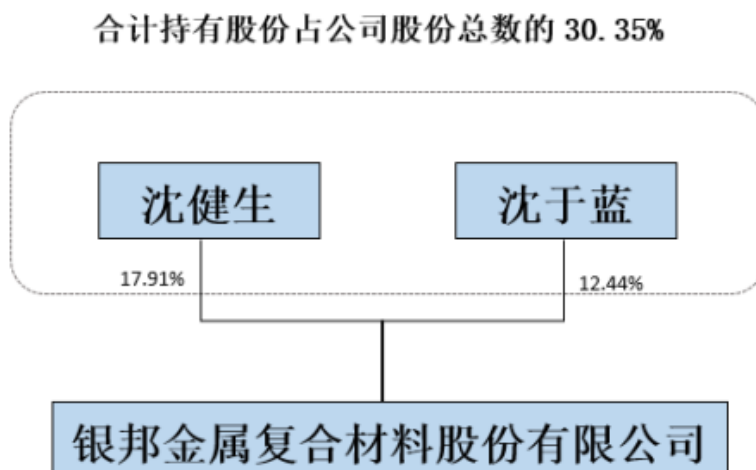 合计持有股份占公司股份总数的 30.35%
沈健生
沈于蓝
17.91%
12.44%
银邦金属复合材料股份有限公司